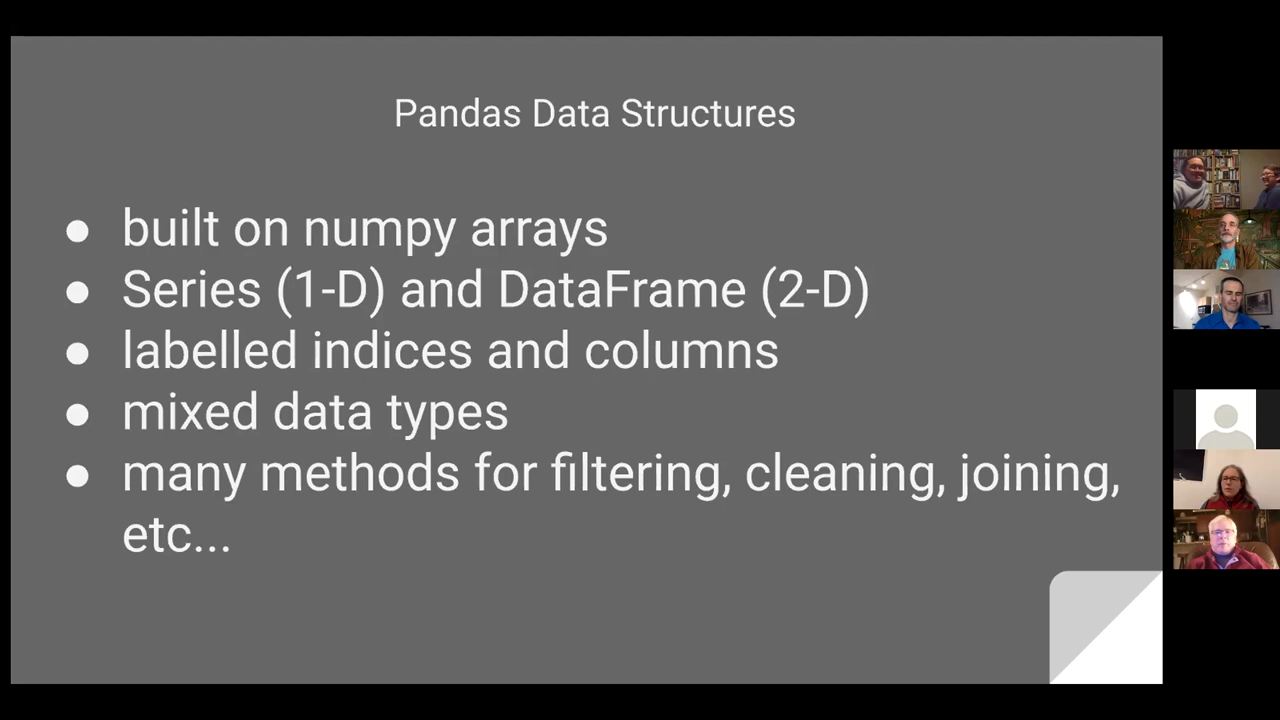 Pandas Data Structures
● built on numpy arrays
● Series (1-D) and DataFrame (2-D)
● labelled indices and columns
● mixed data types
● many methods for filtering, cleaning, joining,
etc...